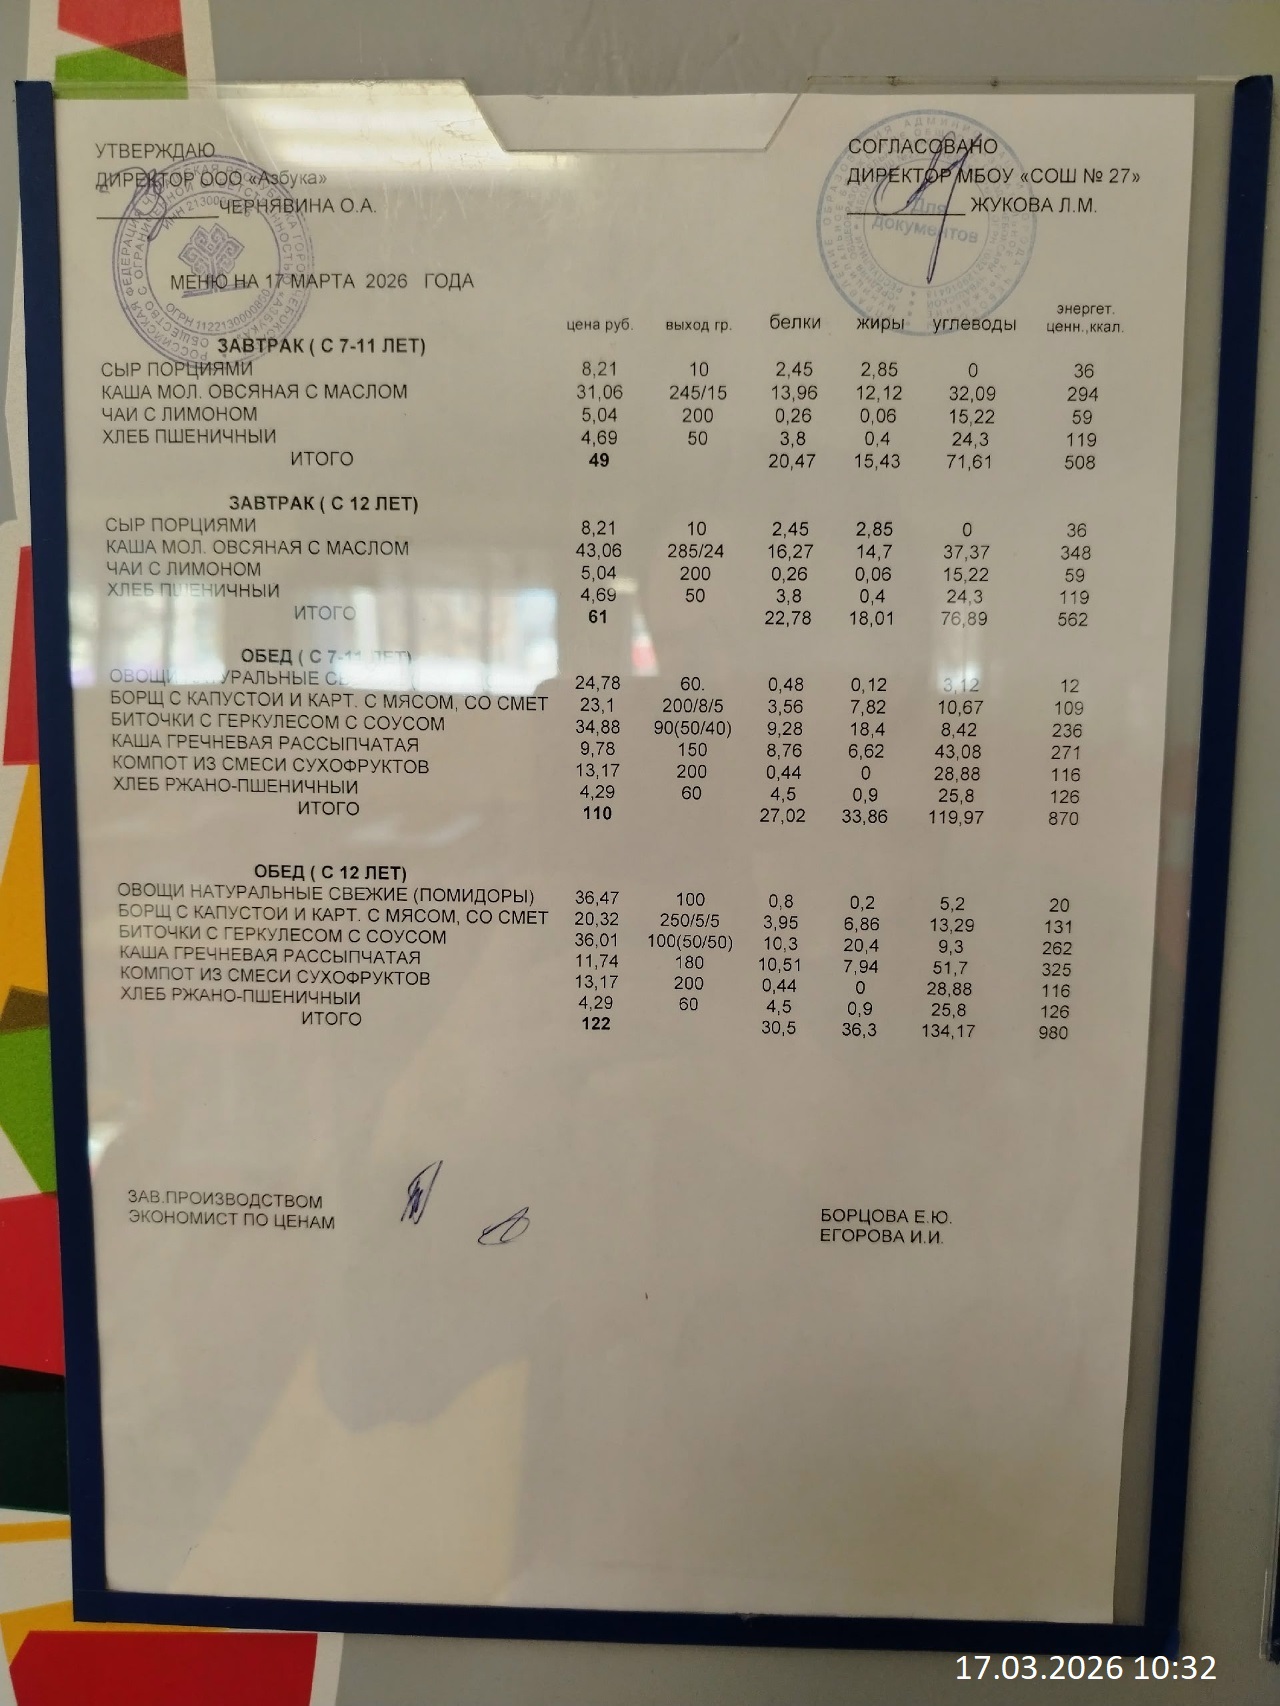 УТВЕРЖДАЮ
ДИРЕКТОР ООО «Азбука»
ЧЕРНЯВИНА О.А.
СОГЛАСОВАНО
ДИРЕКТОР МБОУ «СОШ № 27»
ЖУКОВА Л.М.
Для
документов
ОГРН 1122130000850
МЕНЮ НА 17 МАРТА 2026 ГОДА
цена руб. выход гр. белки жиры углеводы энергет. ценн.,ккал.
ЗАВТРАК ( С 7-11 ЛЕТ)
СЫР ПОРЦИЯМИ 8,21 10 2,45 2,85 0 36
КАША МОЛ. ОВСЯНАЯ С МАСЛОМ 31,06 245/15 13,96 12,12 32,09 294
ЧАЙ С ЛИМОНОМ 5,04 200 0,26 0,06 15,22 59
ХЛЕБ ПШЕНИЧНЫЙ 4,69 50 3,8 0,4 24,3 119
ИТОГО 49 20,47 15,43 71,61 508
ЗАВТРАК ( С 12 ЛЕТ)
СЫР ПОРЦИЯМИ 8,21 10 2,45 2,85 0 36
КАША МОЛ. ОВСЯНАЯ С МАСЛОМ 43,06 285/24 16,27 14,7 37,37 348
ЧАЙ С ЛИМОНОМ 5,04 200 0,26 0,06 15,22 59
ХЛЕБ ПШЕНИЧНЫЙ 4,69 50 3,8 0,4 24,3 119
ИТОГО 61 22,78 18,01 76,89 562
ОБЕД ( С 7-11 ЛЕТ)
ОВОЩИ НАТУРАЛЬНЫЕ 24,78 60. 0,48 0,12 3,12 12
БОРЩ С КАПУСТОЙ И КАРТ. С МЯСОМ, СО СМЕТ 23,1 200/8/5 3,56 7,82 10,67 109
БИТОЧКИ С ГЕРКУЛЕСОМ С СОУСОМ 34,88 90(50/40) 9,28 18,4 8,42 236
КАША ГРЕЧНЕВАЯ РАССЫПЧАТАЯ 9,78 150 8,76 6,62 43,08 271
КОМПОТ ИЗ СМЕСИ СУХОФРУКТОВ 13,17 200 0,44 0 28,88 116
ХЛЕБ РЖАНО-ПШЕНИЧНЫЙ 4,29 60 4,5 0,9 25,8 126
ИТОГО 110 27,02 33,86 119,97 870
ОБЕД ( С 12 ЛЕТ)
ОВОЩИ НАТУРАЛЬНЫЕ СВЕЖИЕ (ПОМИДОРЫ) 36,47 100 0,8 0,2 5,2 20
БОРЩ С КАПУСТОЙ И КАРТ. С МЯСОМ, СО СМЕТ 20,32 250/5/5 3,95 6,86 13,29 131
БИТОЧКИ С ГЕРКУЛЕСОМ С СОУСОМ 36,01 100(50/50) 10,3 20,4 9,3 262
КАША ГРЕЧНЕВАЯ РАССЫПЧАТАЯ 11,74 180 10,51 7,94 51,7 325
КОМПОТ ИЗ СМЕСИ СУХОФРУКТОВ 13,17 200 0,44 0 28,88 116
ХЛЕБ РЖАНО-ПШЕНИЧНЫЙ 4,29 60 4,5 0,9 25,8 126
ИТОГО 122 30,5 36,3 134,17 980
ЗАВ.ПРОИЗВОДСТВОМ БОРЦОВА Е.Ю.
ЭКОНОМИСТ ПО ЦЕНАМ ЕГОРОВА И.И.
17.03.2026 10:32